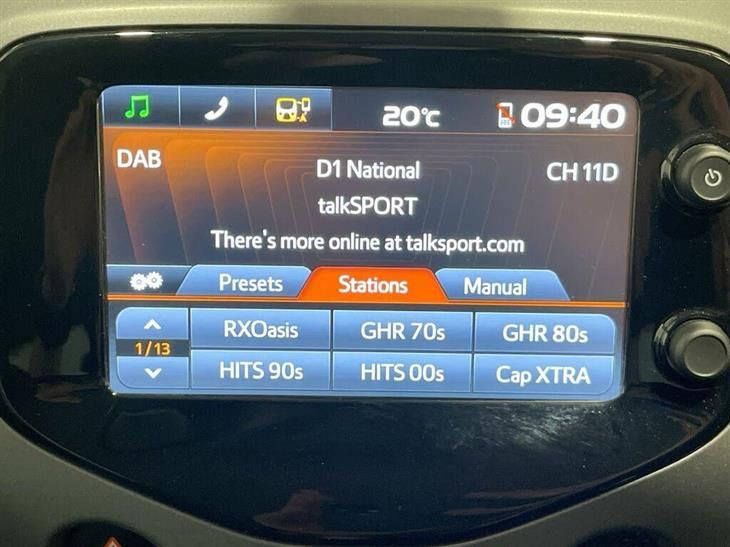 20°C 09:40
DAB D1 National CH 11D
talkSPORT
There's more online at talksport.com
Presets Stations Manual
RXOasis GHR 70s GHR 80s
1/13
HITS 90s HITS 00s Cap XTRA